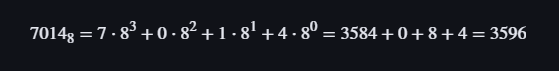 7014₈ = 7 · 8³ + 0 · 8² + 1 · 8¹ + 4 · 8⁰ = 3584 + 0 + 8 + 4 = 3596